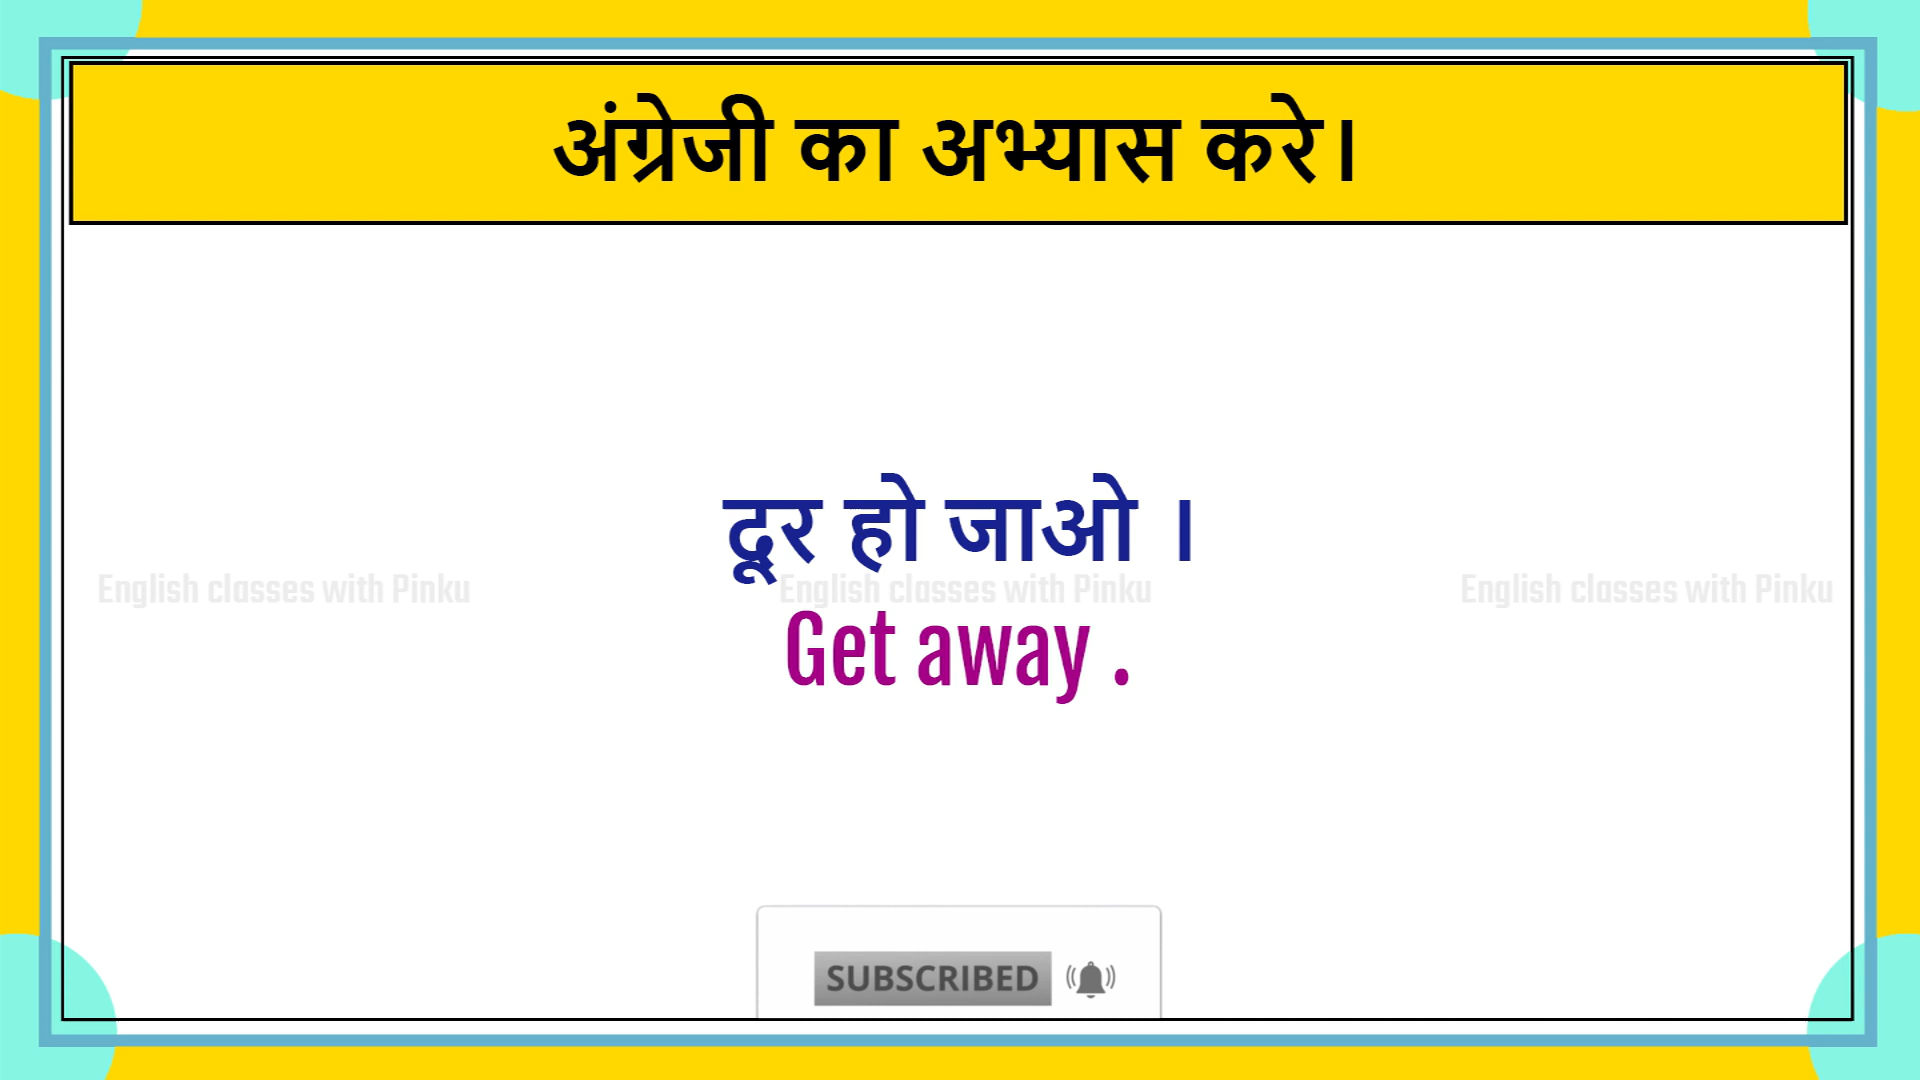 अंग्रेजी का अभ्यास करे।
दूर हो जाओ ।
English classes with Pinku English classes with Pinku English classes with Pinku
Get away .
SUBSCRIBED